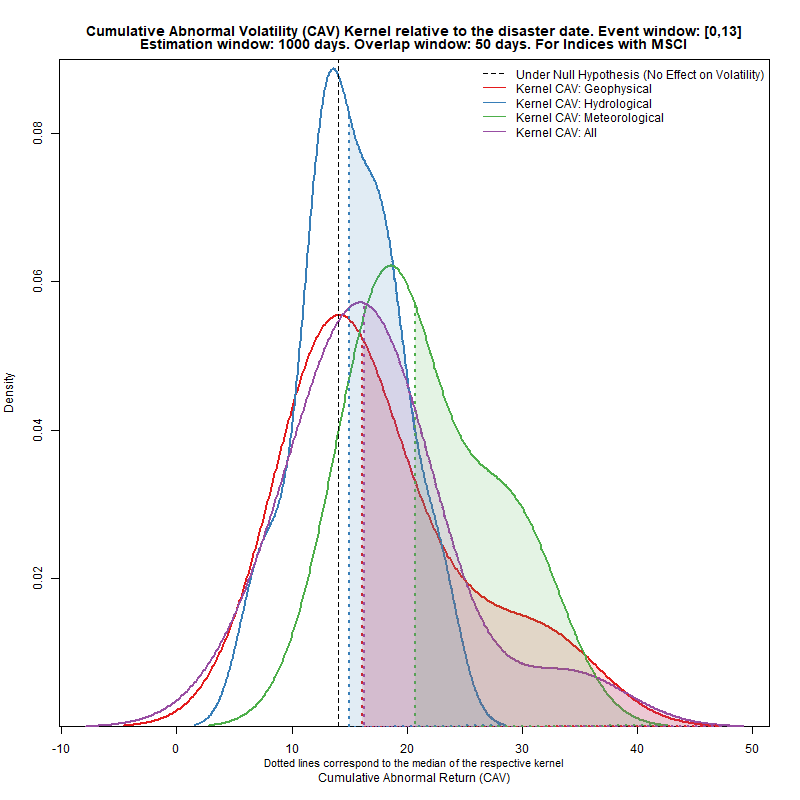 Cumulative Abnormal Volatility (CAV) Kernel relative to the disaster date. Event window: [0,13]
Estimation window: 1000 days. Overlap window: 50 days. For Indices with MSCI
Under Null Hypothesis (No Effect on Volatility)
Kernel CAV: Geophysical
Kernel CAV: Hydrological
Kernel CAV: Meteorological
Kernel CAV: All
0.08
0.06
0.04
0.02
Density
-10 0 10 20 30 40 50
Dotted lines correspond to the median of the respective kernel
Cumulative Abnormal Return (CAV)